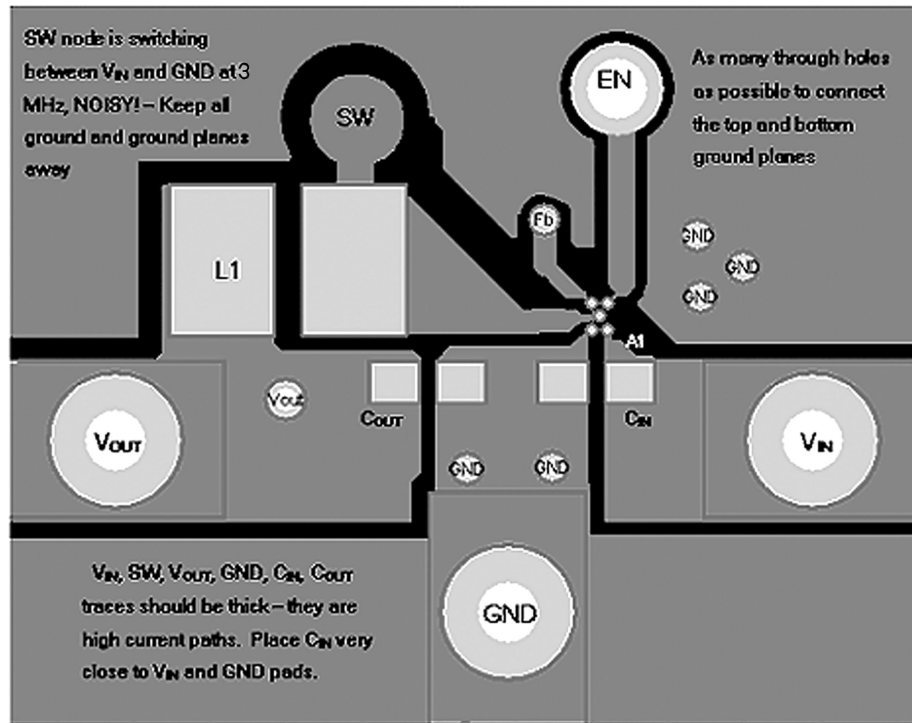 SW node is switching
between VIN and GND at 3
MHz, NOISY! – Keep all
ground and ground planes
away
SW
EN
As many through holes
as possible to connect
the top and bottom
ground planes
Fb
GND
GND
GND
L1
A1
Vout
COUT
CIN
VOUT
VIN
GND
GND
VIN, SW, VOUT, GND, CIN, COUT
traces should be thick – they are
high current paths. Place CIN very
close to VIN and GND pads.
GND